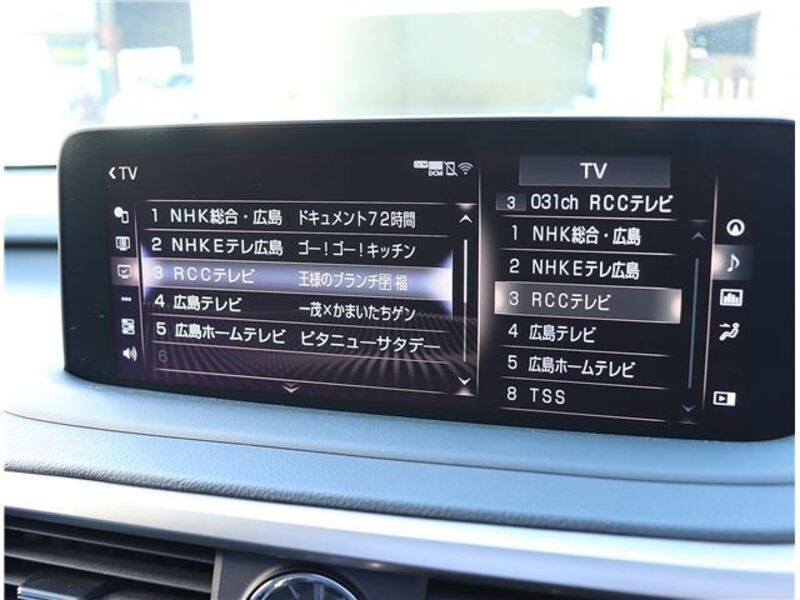 TV
DCM
DCM
1 NHK総合・広島 ドキュメント72時間
2 NHKEテレ広島 ゴー!ゴー!キッチン
3 RCCテレビ 王様のブランチ🈑 福
4 広島テレビ 一茂×かまいたちゲン
5 広島ホームテレビ ピタニューサタデー
6
TV
3 031ch RCCテレビ
1 NHK総合・広島
2 NHKEテレ広島
3 RCCテレビ
4 広島テレビ
5 広島ホームテレビ
8 TSS